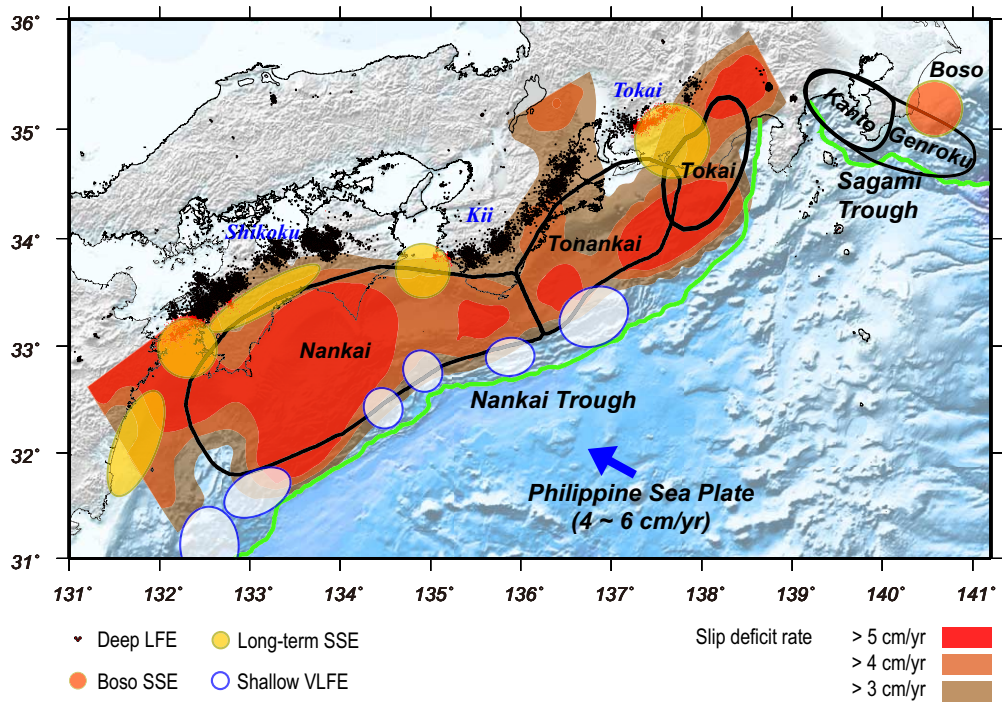 36°
35°
34°
33°
32°
31°
131°
132°
133°
134°
135°
136°
137°
138°
139°
140°
141°
Boso
Tokai
Kanto
Genroku
Tokai
Sagami
Trough
Kii
Shikoku
Tonankai
Nankai
Nankai Trough
Philippine Sea Plate
(4 ~ 6 cm/yr)
Deep LFE
Long-term SSE
Slip deficit rate
> 5 cm/yr
> 4 cm/yr
Boso SSE
Shallow VLFE
> 3 cm/yr